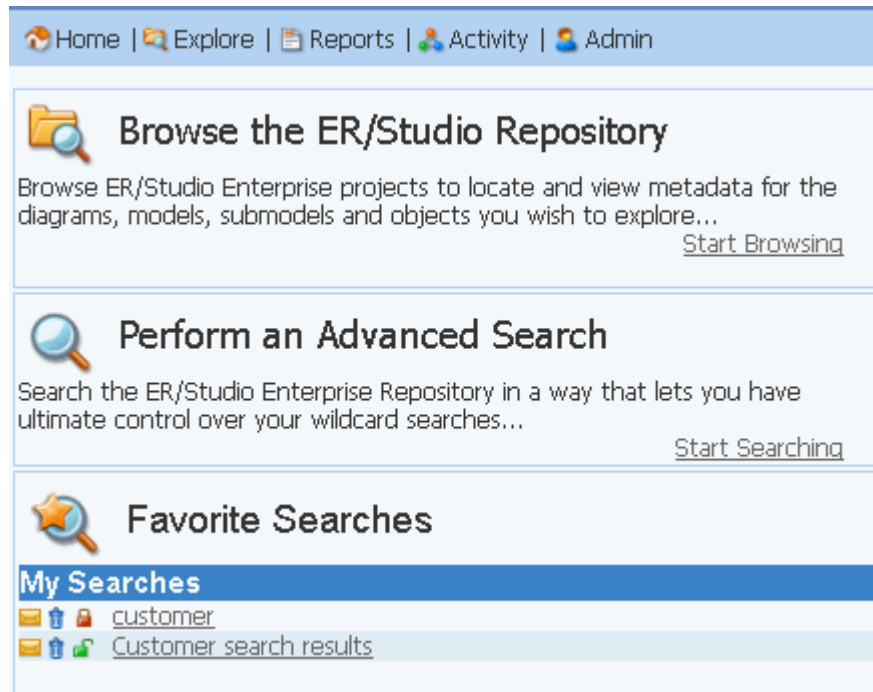 Home | Explore | Reports | Activity | Admin
Browse the ER/Studio Repository
Browse ER/Studio Enterprise projects to locate and view metadata for the
diagrams, models, submodels and objects you wish to explore...
Start Browsing
Perform an Advanced Search
Search the ER/Studio Enterprise Repository in a way that lets you have
ultimate control over your wildcard searches...
Start Searching
Favorite Searches
My Searches
customer
Customer search results